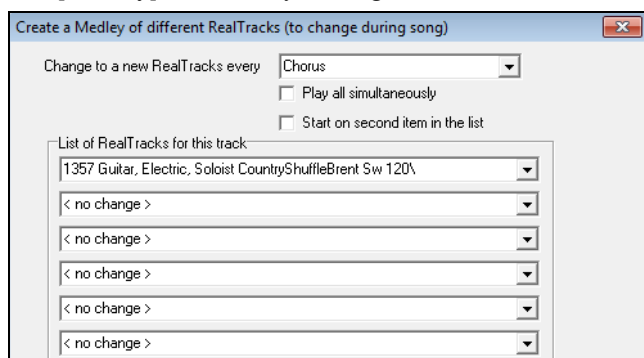 Create a Medley of different RealTracks (to change during song)
Change to a new RealTracks every Chorus
Play all simultaneously
Start on second item in the list
List of RealTracks for this track
1357 Guitar, Electric, Soloist CountryShuffleBrent Sw 120\
< no change >
< no change >
< no change >
< no change >
< no change >